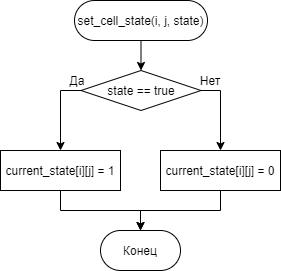 set_cell_state(i, j, state)
Да
Нет
state == true
current_state[i][j] = 1
current_state[i][j] = 0
Конец